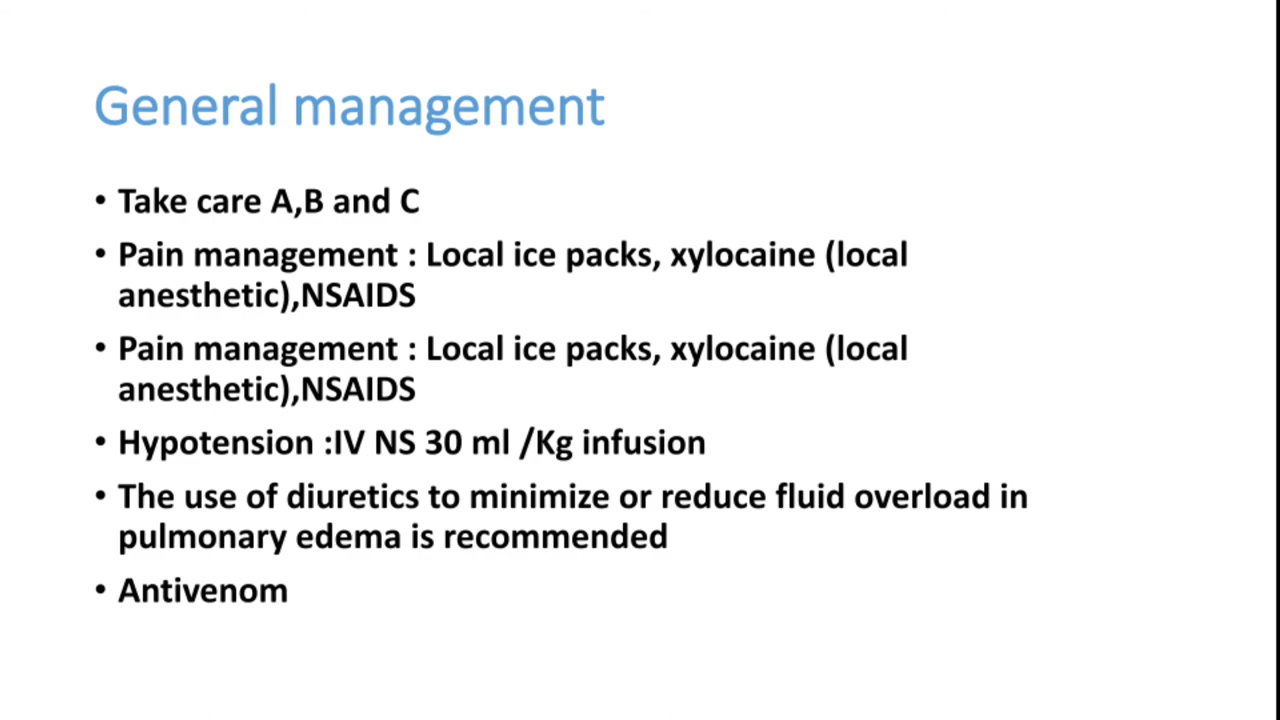 General management
• Take care A,B and C
• Pain management : Local ice packs, xylocaine (local
anesthetic),NSAIDS
• Pain management : Local ice packs, xylocaine (local
anesthetic),NSAIDS
• Hypotension :IV NS 30 ml /Kg infusion
• The use of diuretics to minimize or reduce fluid overload in
pulmonary edema is recommended
• Antivenom